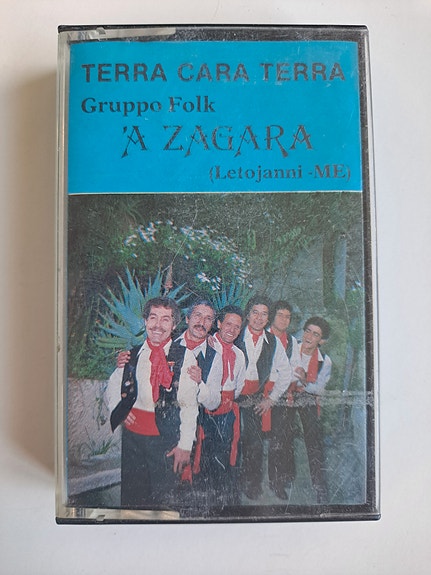 TERRA CARA TERRA
Gruppo Folk
'A ZAGARA
(Letojanni -ME)